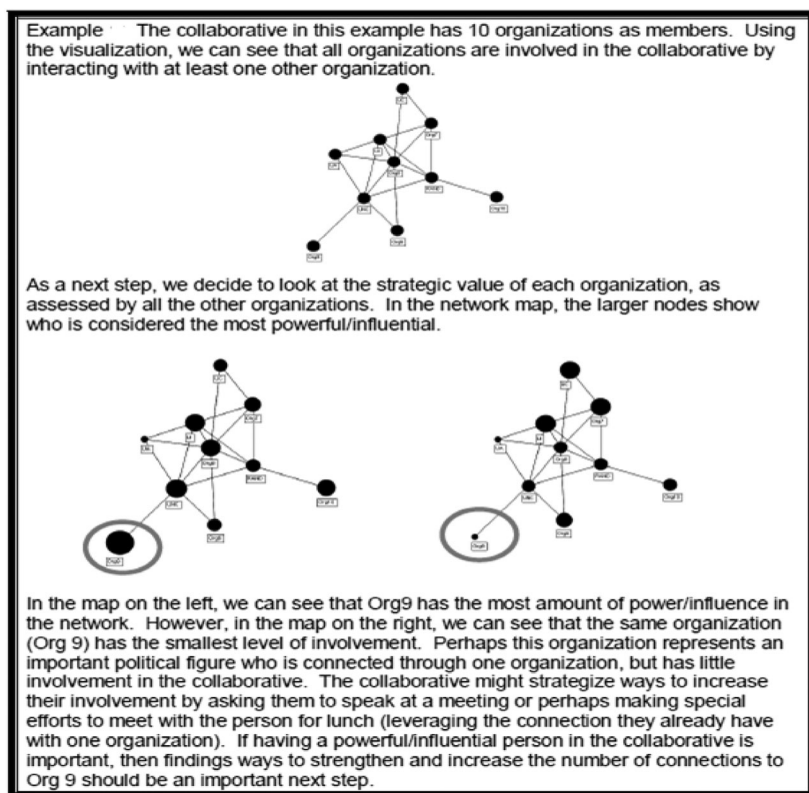 Example The collaborative in this example has 10 organizations as members. Using
the visualization, we can see that all organizations are involved in the collaborative by
interacting with at least one other organization.
As a next step, we decide to look at the strategic value of each organization, as
assessed by all the other organizations. In the network map, the larger nodes show
who is considered the most powerful/influential.
In the map on the left, we can see that Org9 has the most amount of power/influence in
the network. However, in the map on the right, we can see that the same organization
(Org 9) has the smallest level of involvement. Perhaps this organization represents an
important political figure who is connected through one organization, but has little
involvement in the collaborative. The collaborative might strategize ways to increase
their involvement by asking them to speak at a meeting or perhaps making special
efforts to meet with the person for lunch (leveraging the connection they already have
with one organization). If having a powerful/influential person in the collaborative is
important, then findings ways to strengthen and increase the number of connections to
Org 9 should be an important next step.